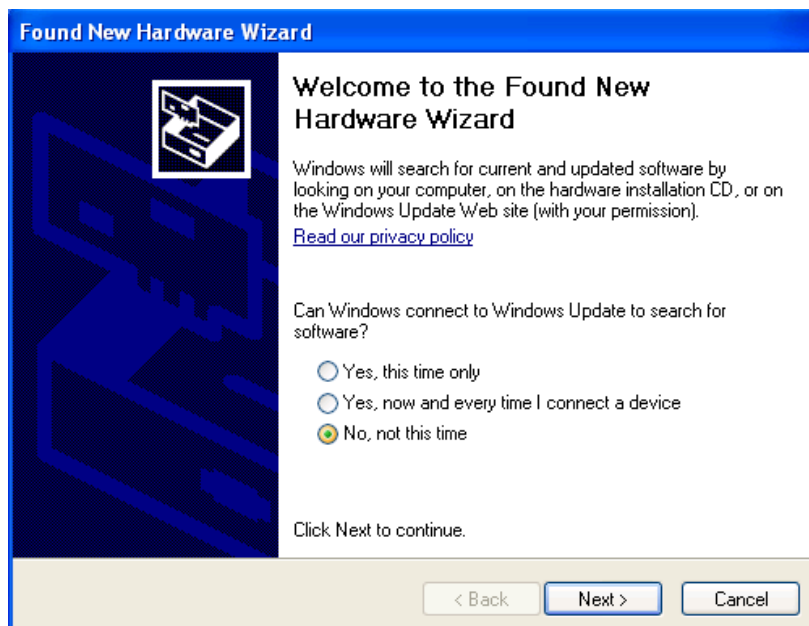 Found New Hardware Wizard
Welcome to the Found New
Hardware Wizard
Windows will search for current and updated software by
looking on your computer, on the hardware installation CD, or on
the Windows Update Web site (with your permission).
Read our privacy policy
Can Windows connect to Windows Update to search for
software?
Yes, this time only
Yes, now and every time I connect a device
No, not this time
Click Next to continue.
< Back Next > Cancel